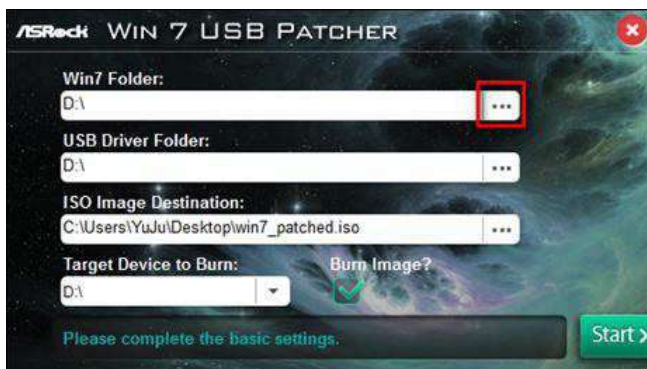 ASRock WIN 7 USB PATCHER
Win7 Folder:
D:\
...
USB Driver Folder:
D:\
...
ISO Image Destination:
C:\Users\YuJu\Desktop\win7_patched.iso
...
Target Device to Burn: Burn Image?
D:\
Please complete the basic settings.
Start